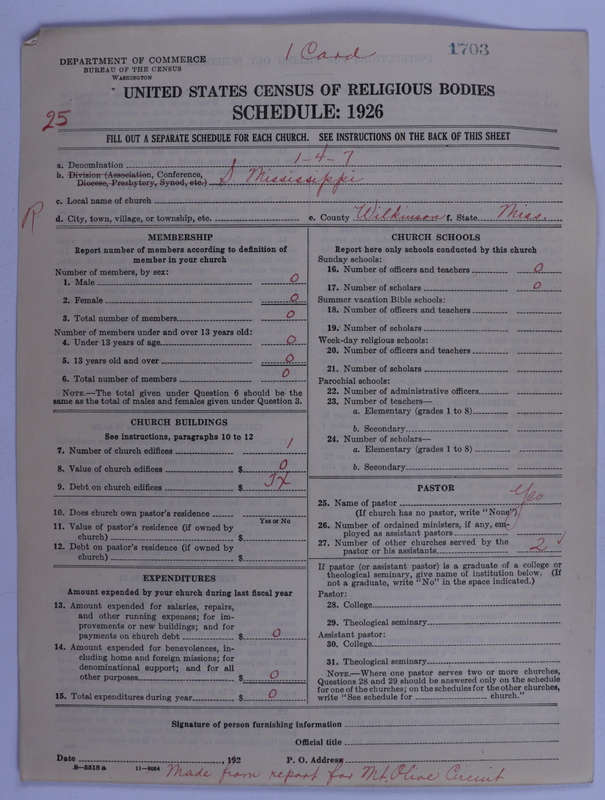 1 Card
1703
DEPARTMENT OF COMMERCE
BUREAU OF THE CENSUS
WASHINGTON
UNITED STATES CENSUS OF RELIGIOUS BODIES
25
SCHEDULE: 1926
FILL OUT A SEPARATE SCHEDULE FOR EACH CHURCH. SEE INSTRUCTIONS ON THE BACK OF THIS SHEET
a. Denomination 1-4-7
b. Division (Association, Conference,
Diocese, Presbytery, Synod, etc.) S. Mississippi
c. Local name of church
R
d. City, town, village, or township, etc. e. County Wilkinson f. State Miss.
MEMBERSHIP
Report number of members according to definition of
member in your church
Number of members, by sex:
1. Male 0
2. Female 0
3. Total number of members 0
Number of members under and over 13 years old:
4. Under 13 years of age 0
5. 13 years old and over 0
6. Total number of members 0
NOTE.—The total given under Question 6 should be the
same as the total of males and females given under Question 3.
CHURCH BUILDINGS
See instructions, paragraphs 10 to 12
7. Number of church edifices 1
8. Value of church edifices $ 0
9. Debt on church edifices $
10. Does church own pastor's residence
Yes or No
11. Value of pastor's residence (if owned by
church) $
12. Debt on pastor's residence (if owned by
church) $
EXPENDITURES
Amount expended by your church during last fiscal year
13. Amount expended for salaries, repairs,
and other running expenses; for im-
provements or new buildings; and for
payments on church debt $ 0
14. Amount expended for benevolences, in-
cluding home and foreign missions; for
denominational support; and for all
other purposes $ 0
15. Total expenditures during year $ 0
CHURCH SCHOOLS
Report here only schools conducted by this church
Sunday schools:
16. Number of officers and teachers 0
17. Number of scholars 0
Summer vacation Bible schools:
18. Number of officers and teachers
19. Number of scholars
Week-day religious schools:
20. Number of officers and teachers
21. Number of scholars
Parochial schools:
22. Number of administrative officers
23. Number of teachers—
a. Elementary (grades 1 to 8)
b. Secondary
24. Number of scholars—
a. Elementary (grades 1 to 8)
b. Secondary
PASTOR
25. Name of pastor Yes
(If church has no pastor, write "None")
26. Number of ordained ministers, if any, em-
ployed as assistant pastors
27. Number of other churches served by the
pastor or his assistants 2
If pastor (or assistant pastor) is a graduate of a college or
theological seminary, give name of institution below. (If
not a graduate, write "No" in the space indicated.)
Pastor:
28. College
29. Theological seminary
Assistant pastor:
30. College
31. Theological seminary
NOTE.—Where one pastor serves two or more churches,
Questions 28 and 29 should be answered only on the schedule
for one of the churches; on the schedules for the other churches,
write "See schedule for church."
Signature of person furnishing information
Official title
Date , 192 P. O. Address
8-5518 a 11-8084 Made from report for Mt. Olive Circuit